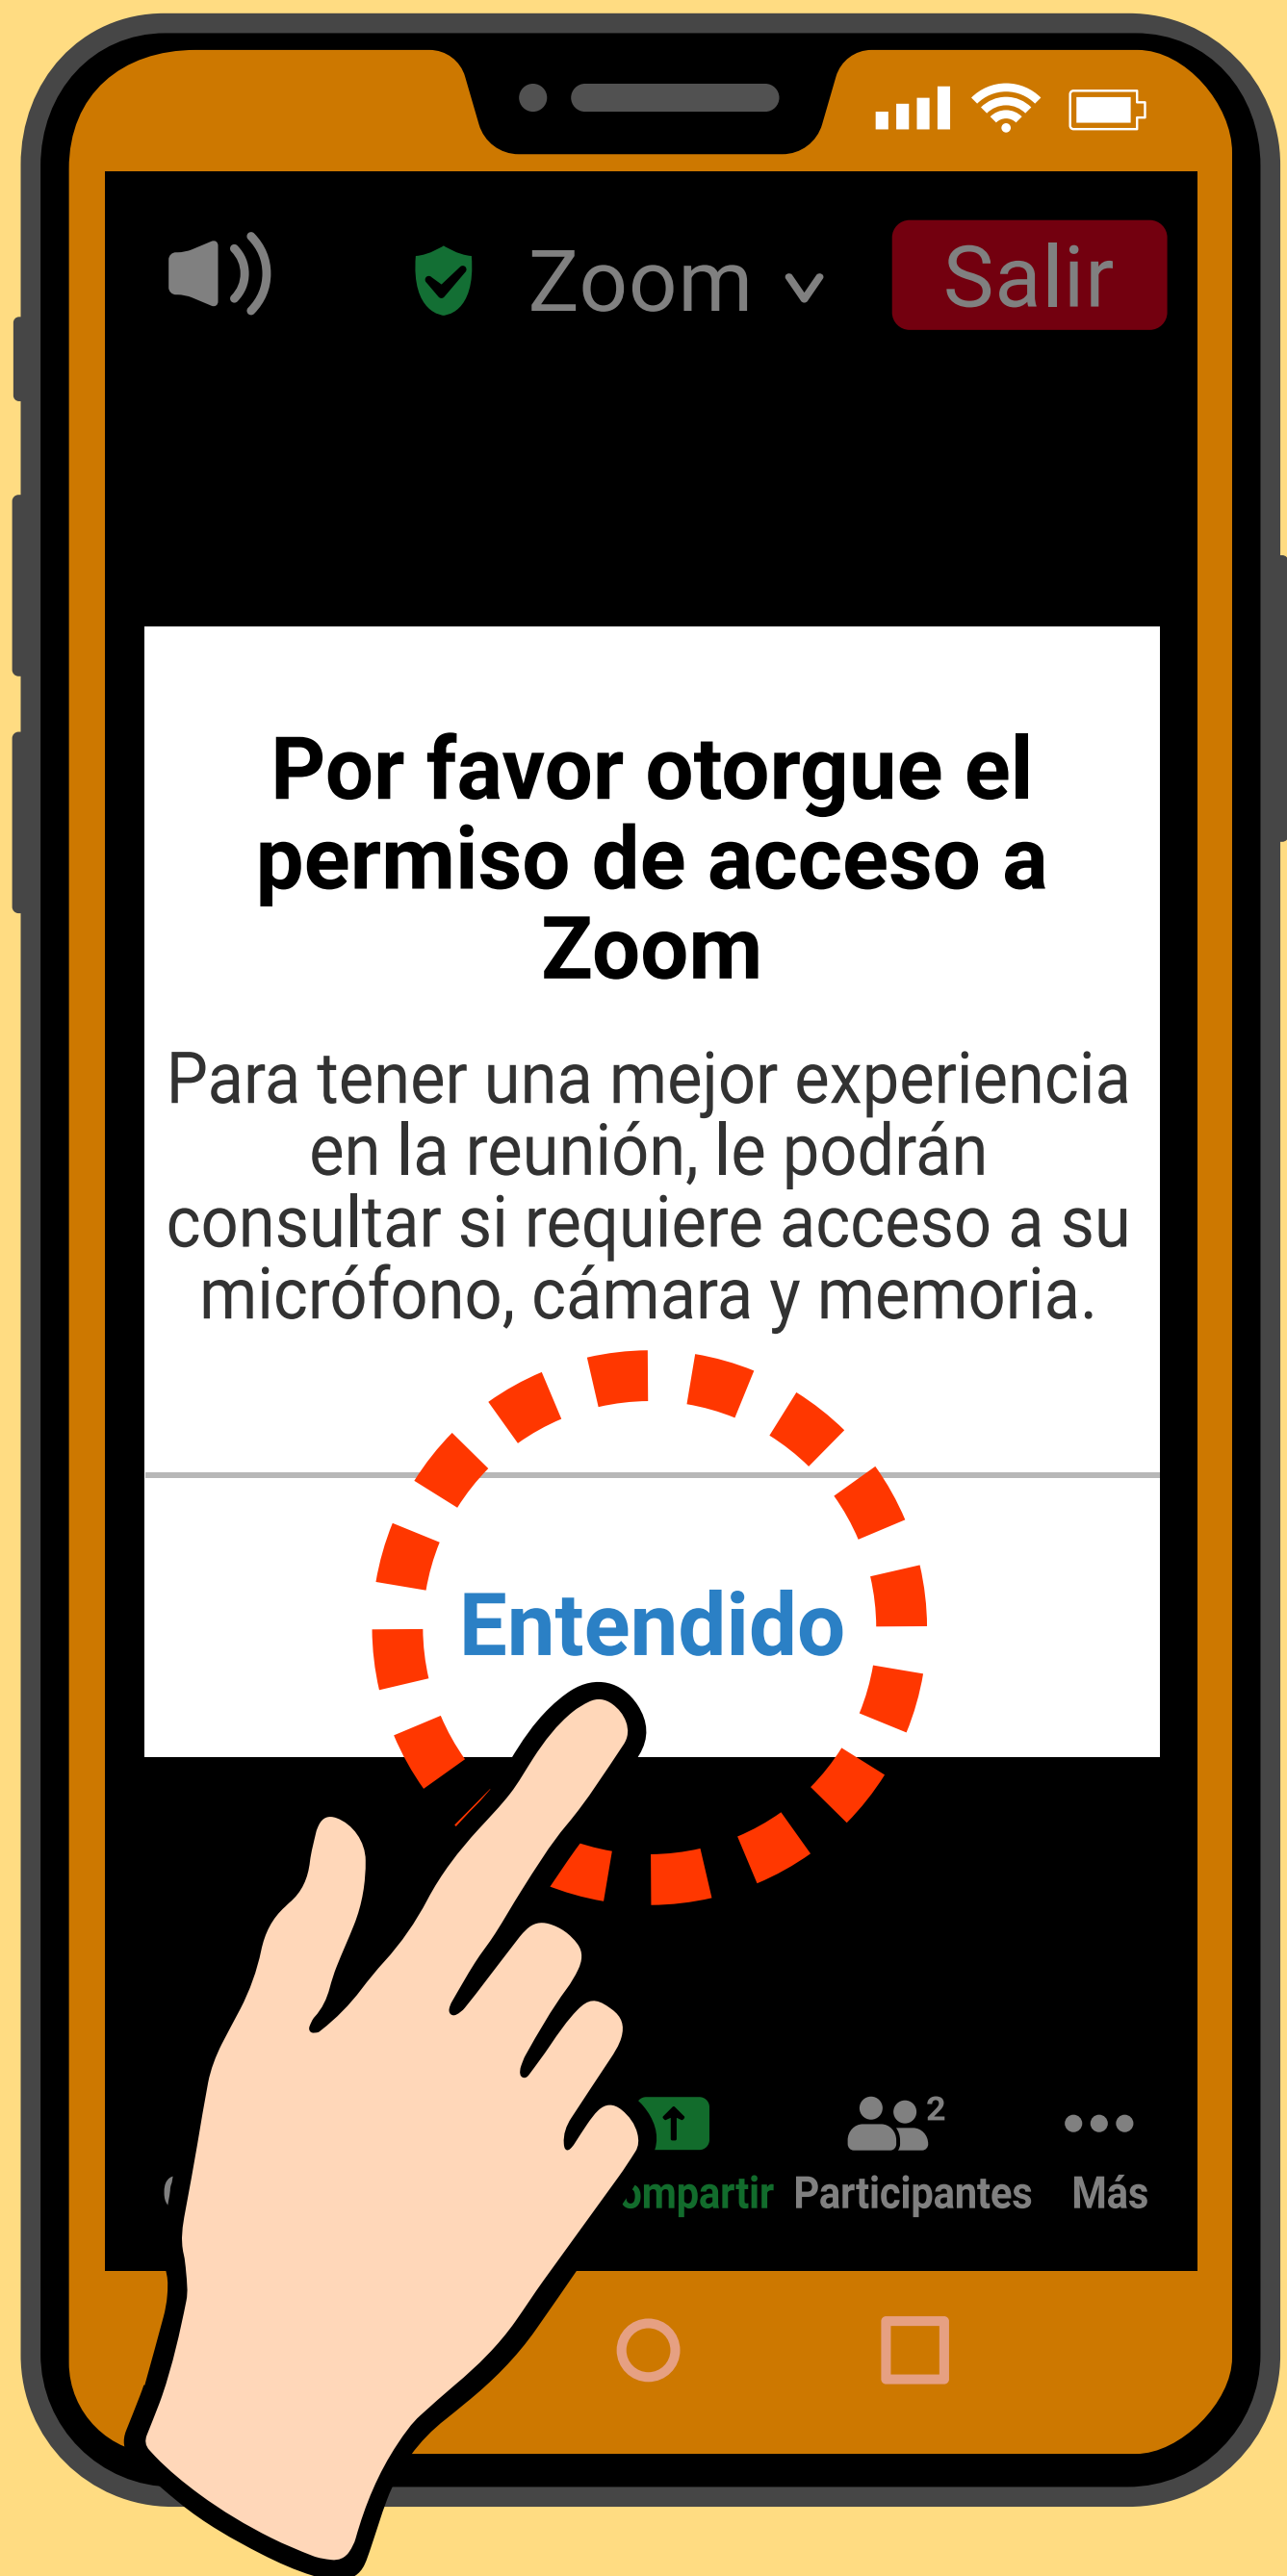 Zoom
Salir
Por favor otorgue el
permiso de acceso a
Zoom
Para tener una mejor experiencia
en la reunión, le podrán
consultar si requiere acceso a su
micrófono, cámara y memoria.
Entendido
2
ompartir Participantes Más